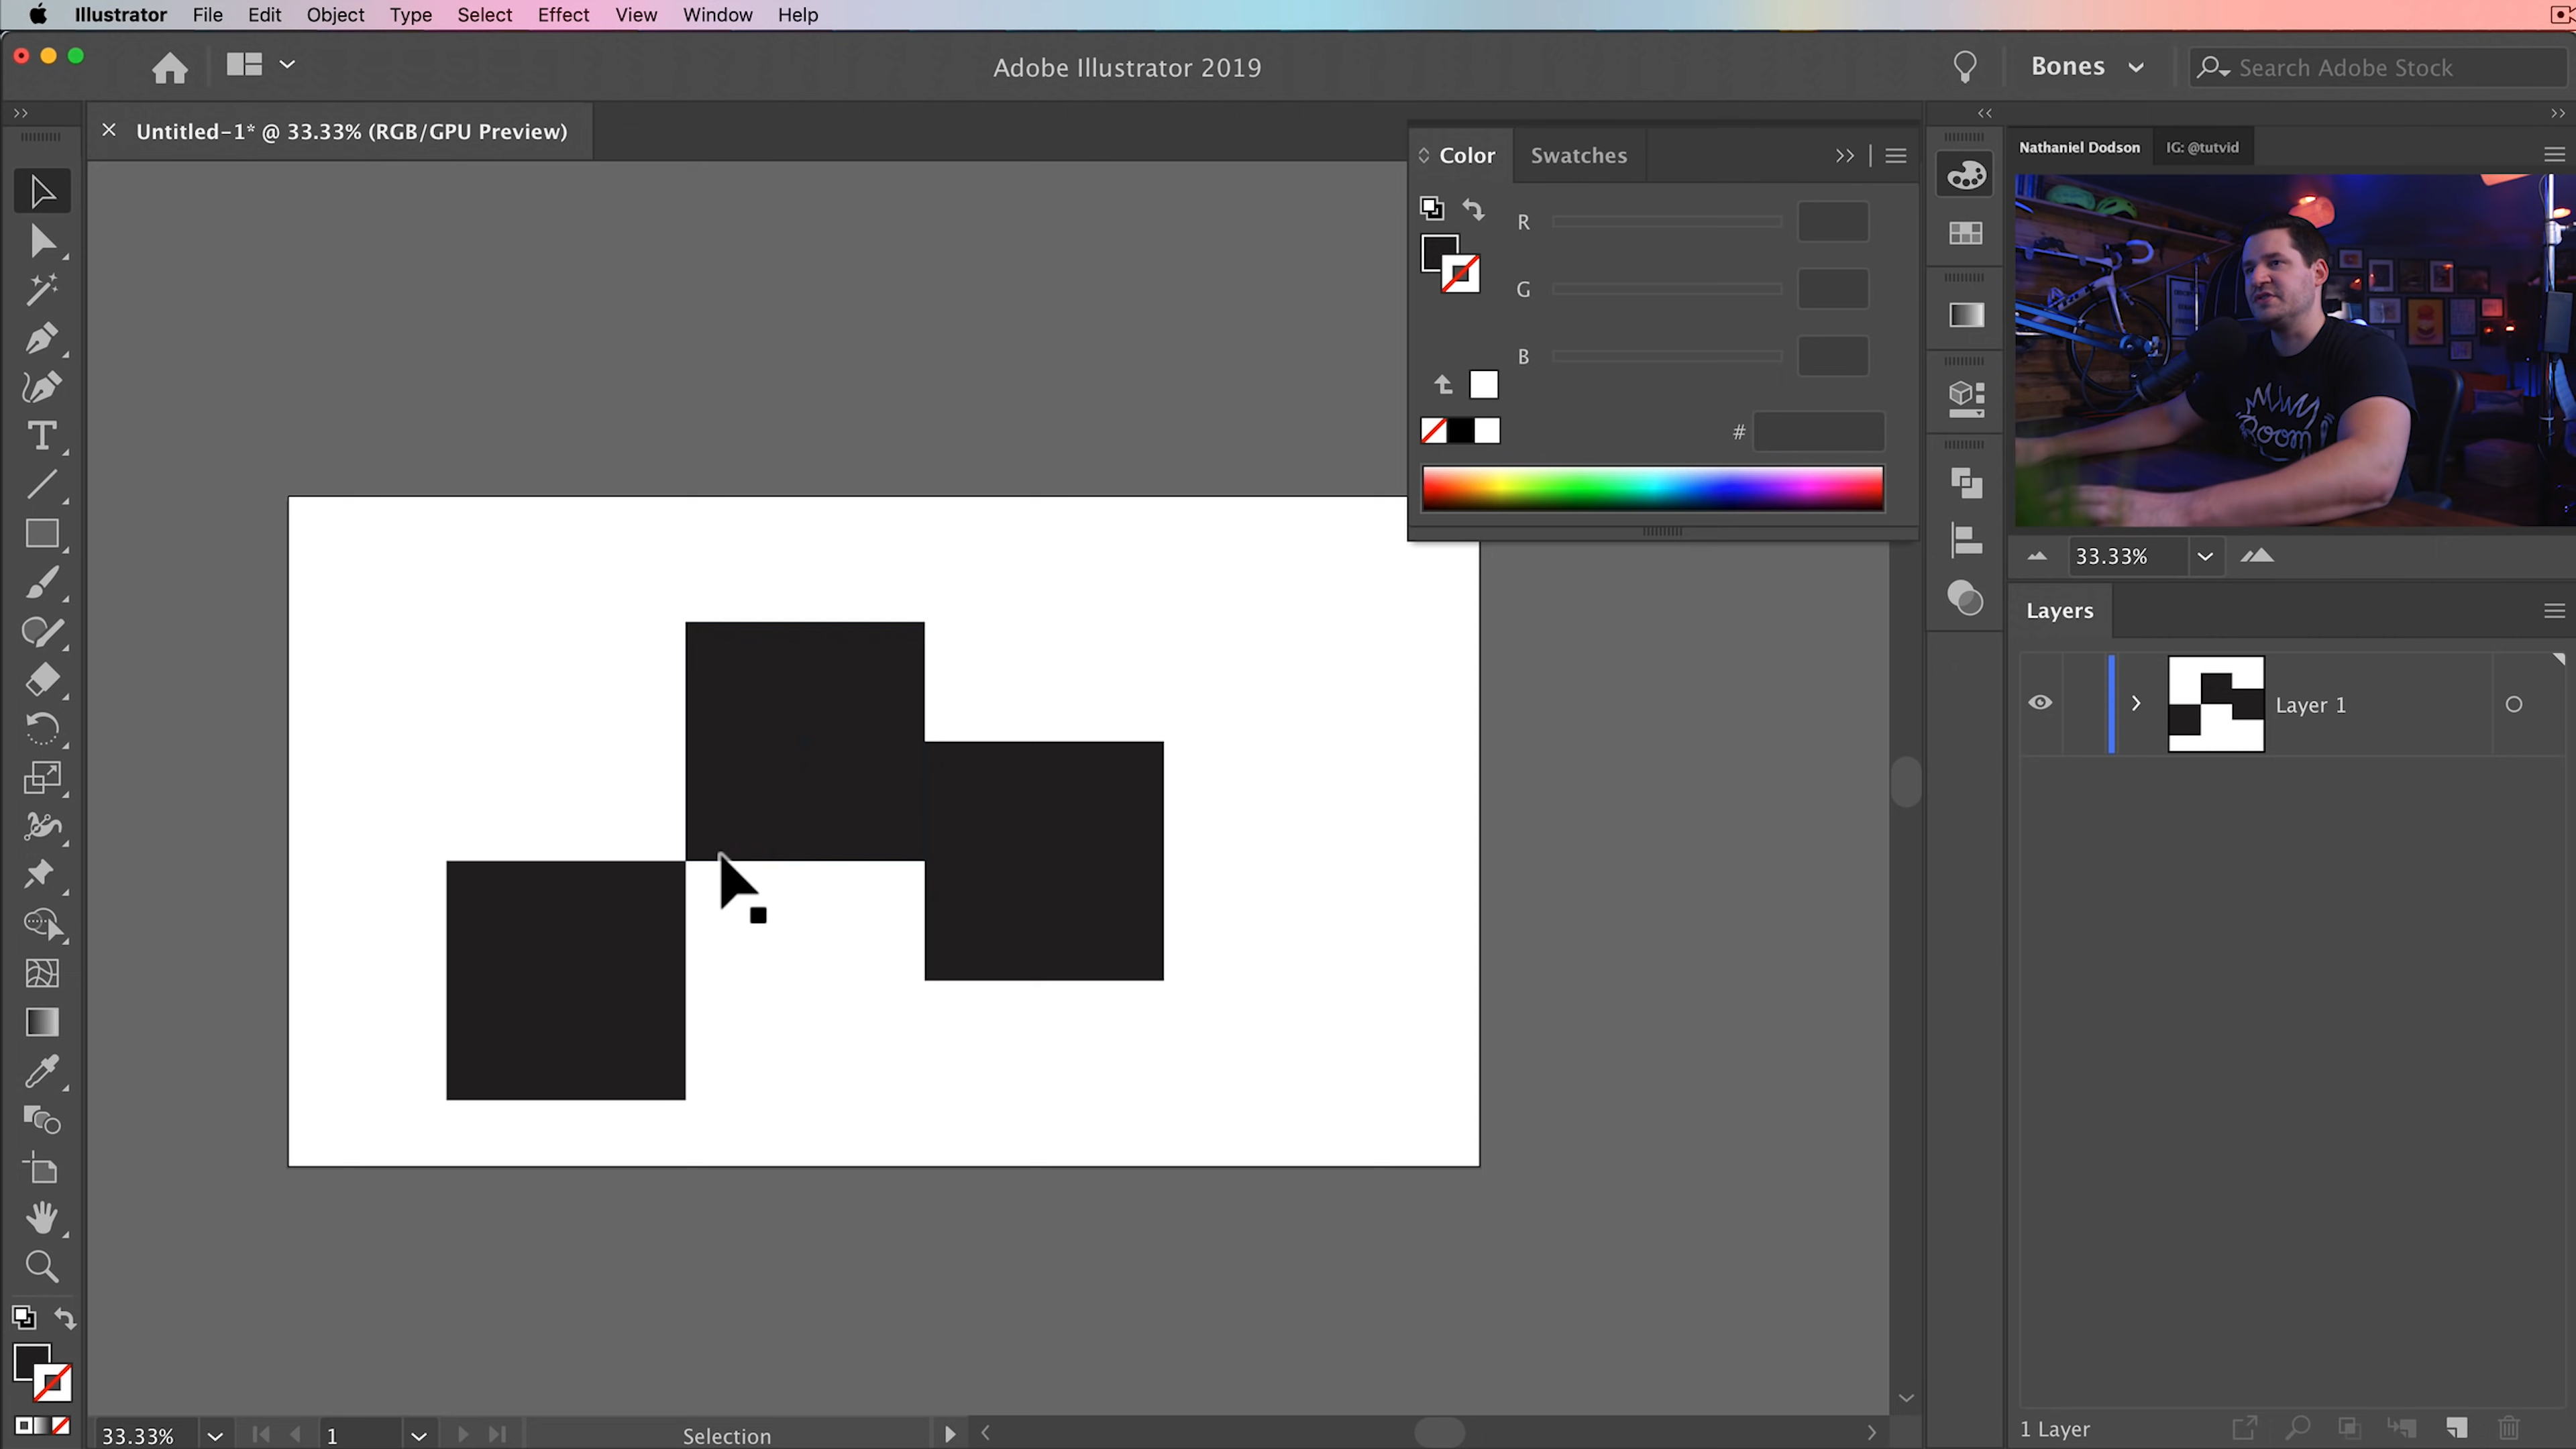 Illustrator File Edit Object Type Select Effect View Window Help
Adobe Illustrator 2019
Bones
Search Adobe Stock
Untitled-1* @ 33.33% (RGB/GPU Preview)
Color Swatches
R
G
B
#
Nathaniel Dodson IG: @tutvid
Room
33.33%
Layers
Layer 1
1 Layer
33.33% 1 Selection